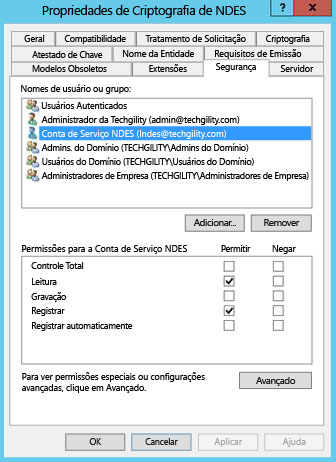 Propriedades de Criptografia de NDES
? x
Geral Compatibilidade Tratamento de Solicitação Criptografia
Atestado de Chave Nome da Entidade Requisitos de Emissão
Modelos Obsoletos Extensões Segurança Servidor
Nomes de usuário ou grupo:
Usuários Autenticados
Administrador da Techgility (admin@techgility.com)
Conta de Serviço NDES (Indes@techgility.com)
Admins. do Domínio (TECHGILITY\Admins do Domínio)
Usuários do Domínio (TECHGILITY\Usuários do Domínio)
Administradores de Empresa (TECHGILITY\Administradores de Empresa)
Adicionar... Remover
Permissões para a Conta de Serviço NDES Permitir Negar
Controle Total
Leitura
Gravação
Registrar
Registrar automaticamente
Para ver permissões especiais ou configurações
avançadas, clique em Avançado.
Avançado
OK Cancelar Aplicar Ajuda